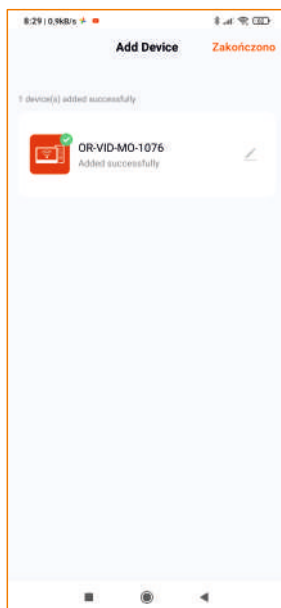 8:29 | 0,9kB/s
Add Device
Zakończono
1 device(s) added successfully
OR-VID-MO-1076
Added successfully